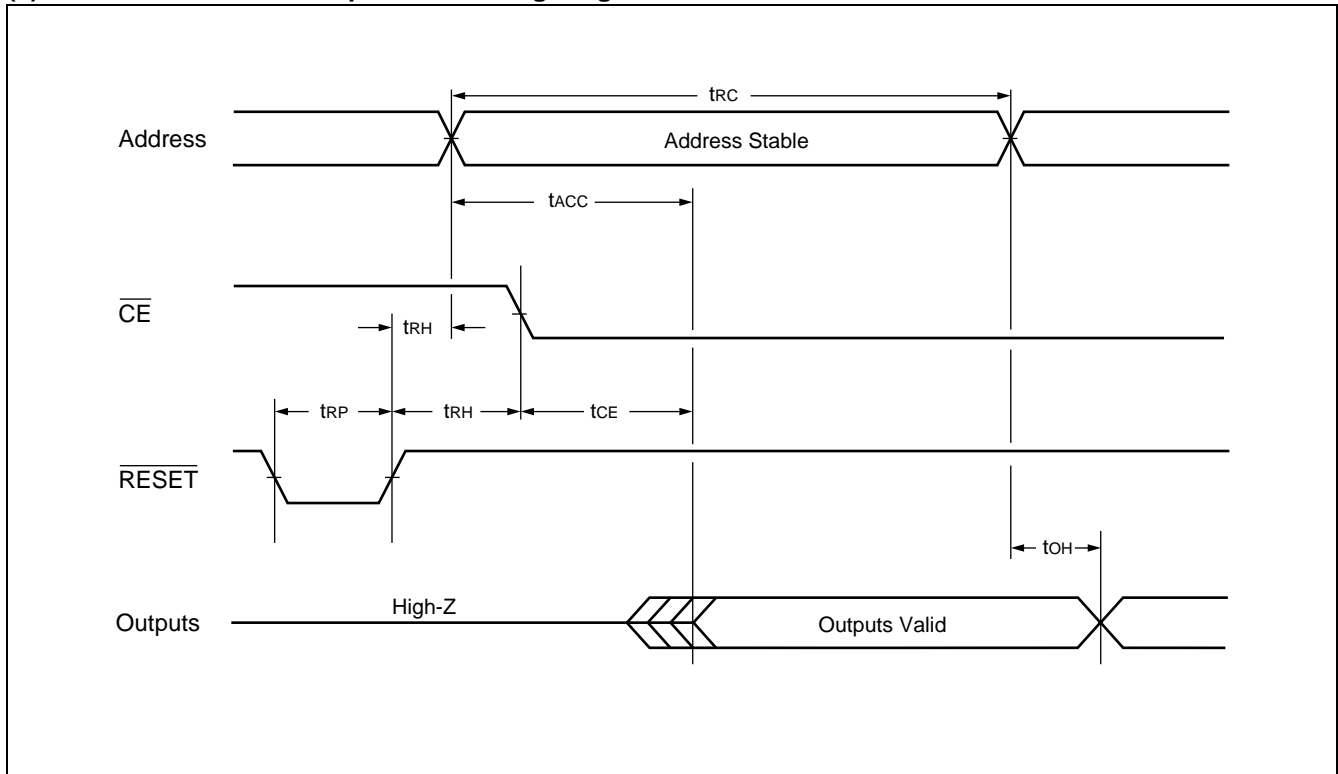 tRC
Address
Address Stable
tACC
CE
tRH
tRP
tRH
tCE
RESET
tOH
High-Z
Outputs
Outputs Valid